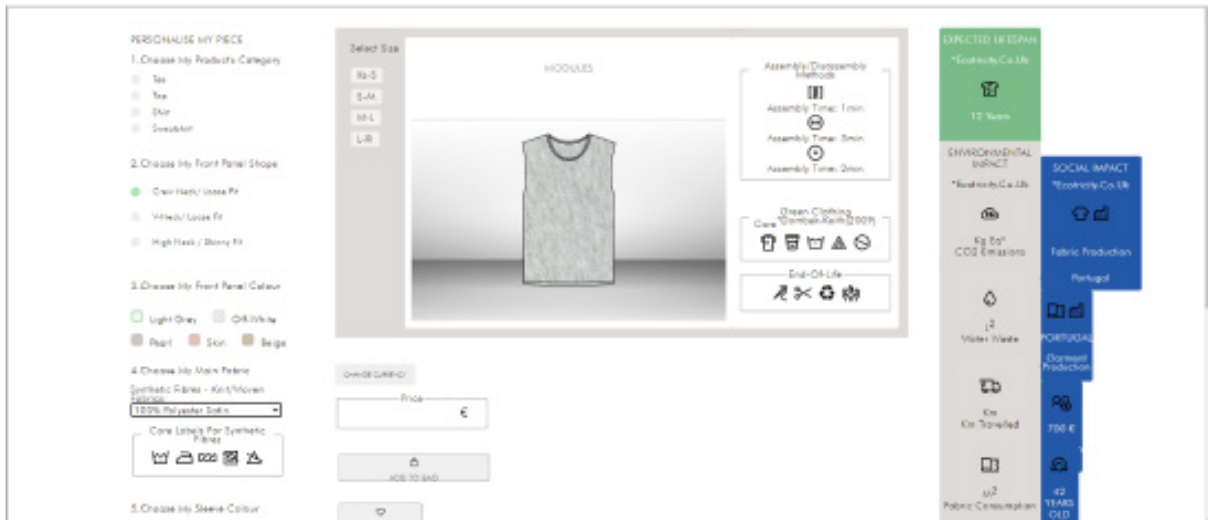 PERSONALISE MY PIECE
1. Choose My Product's Category
Tee
Top
Shirt
Sweatshirt
2. Choose My Front Panel Shape
Crew Neck/ Loose Fit
V-Neck/ Loose Fit
High Neck / Skinny Fit
3. Choose My Front Panel Colour
Light Grey
Off-White
Pearl
Skin
Beige
4. Choose My Main Fabric
Synthetic Fibres - Knit/Woven
Fabrics
100% Polyester Satin
Care Labels For Synthetic
Fibres
5. Choose My Sleeve Colour
Select Size
Xs-S
S-M
M-L
MODULES
Assembly/Disassembly
Methods
Assembly Time: 1min
Assembly Time: 3min
Assembly Time: 2min
Green Clothing
Care
(2009)
End-Of-Life
CHANGE CURRENCY
Price
€
ADD TO BAG
EXPECTED LIFESPAN
*Ecotricity.Co.Uk
12 Years
ENVIRONMENTAL
IMPACT
*Ecotricity.Co.Uk
Kg
CO2 Emissions
Water Waste
Km
Km Travelled
M2
Fabric Consumption
SOCIAL IMPACT
*Ecotricity.Co.Uk
Fabric Production
Portugal
PORTUGAL
Garment
Production
700 €
42
YEARS
OLD